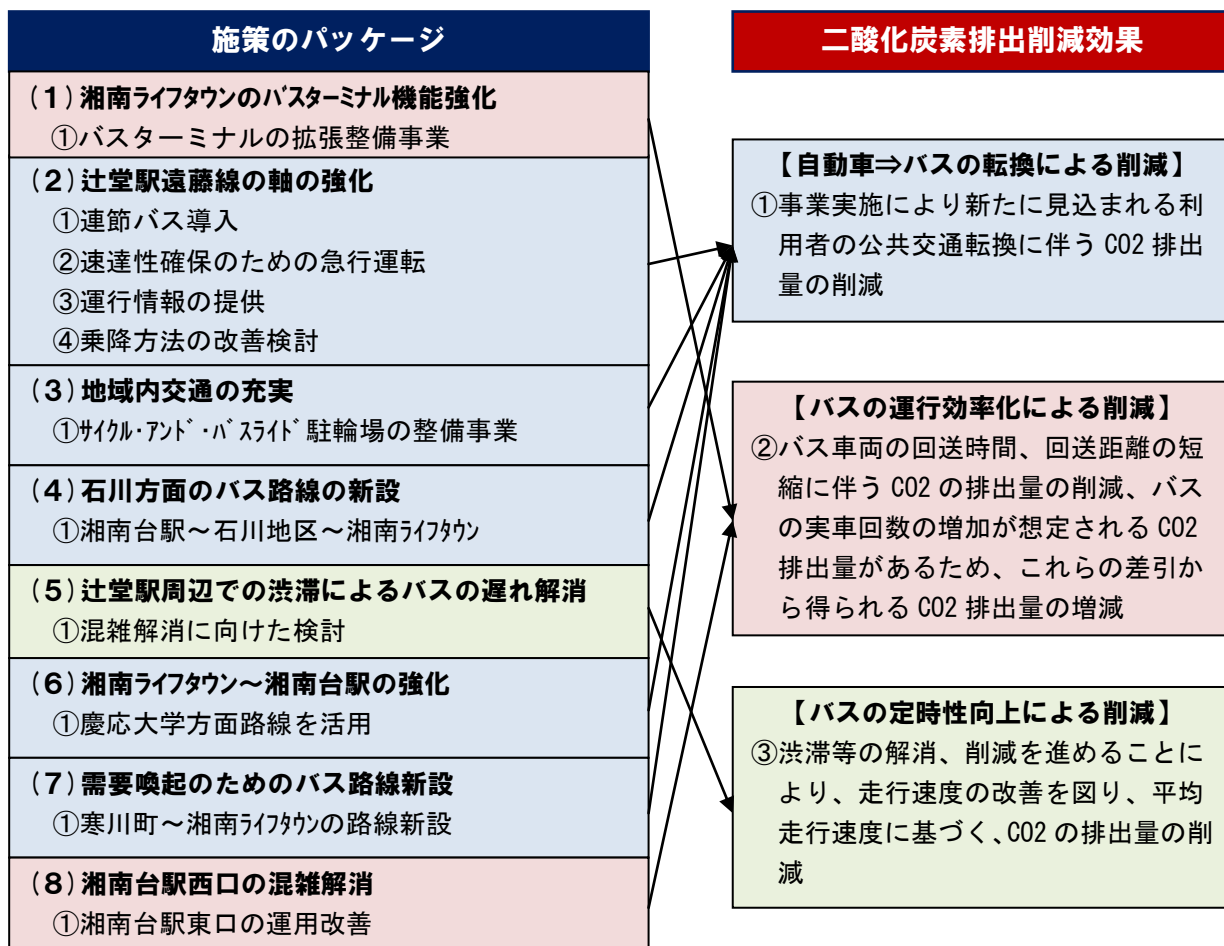 施策のパッケージ
(1)湘南ライフタウンのバスターミナル機能強化
①バスターミナルの拡張整備事業
(2)辻堂駅遠藤線の軸の強化
①連節バス導入
②速達性確保のための急行運転
③運行情報の提供
④乗降方法の改善検討
(3)地域内交通の充実
①ｻｲｸﾙ･ｱﾝﾄﾞ･ﾊﾞｽﾗｲﾄﾞ駐輪場の整備事業
(4)石川方面のバス路線の新設
①湘南台駅～石川地区～湘南ﾗｲﾌﾀｳﾝ
(5)辻堂駅周辺での渋滞によるバスの遅れ解消
①混雑解消に向けた検討
(6)湘南ﾗｲﾌﾀｳﾝ～湘南台駅の強化
①慶応大学方面路線を活用
(7)需要喚起のためのバス路線新設
①寒川町～湘南ﾗｲﾌﾀｳﾝの路線新設
(8)湘南台駅西口の混雑解消
①湘南台駅東口の運用改善
二酸化炭素排出削減効果
【自動車⇒バスの転換による削減】
①事業実施により新たに見込まれる利
用者の公共交通転換に伴う CO2 排出
量の削減
【バスの運行効率化による削減】
②バス車両の回送時間、回送距離の短
縮に伴う CO2 の排出量の削減、バス
の実車回数の増加が想定される CO2
排出量があるため、これらの差引か
ら得られる CO2 排出量の増減
【バスの定時性向上による削減】
③渋滞等の解消、削減を進めることに
より、走行速度の改善を図り、平均
走行速度に基づく、CO2 の排出量の削
減